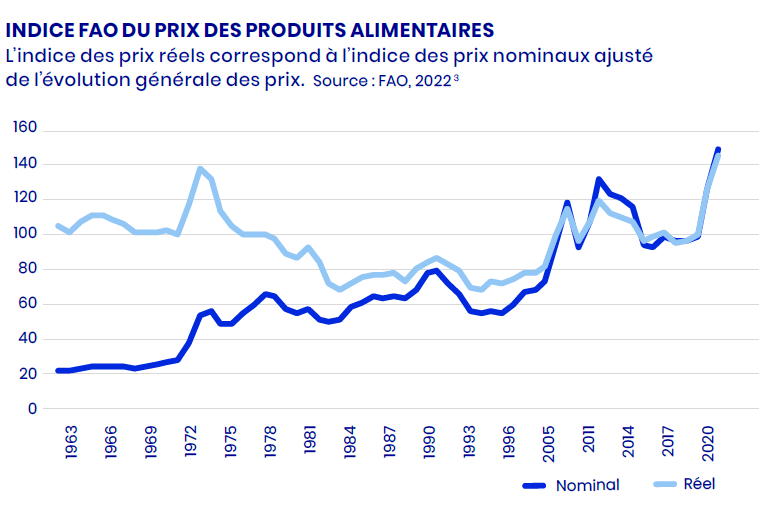 INDICE FAO DU PRIX DES PRODUITS ALIMENTAIRES
L’indice des prix réels correspond à l’indice des prix nominaux ajusté
de l’évolution générale des prix. Source : FAO, 2022³
160
140
120
100
80
60
40
20
0
1963 1966 1969 1972 1975 1978 1981 1984 1987 1990 1993 1996 2005 2011 2014 2017 2020
Nominal Réel